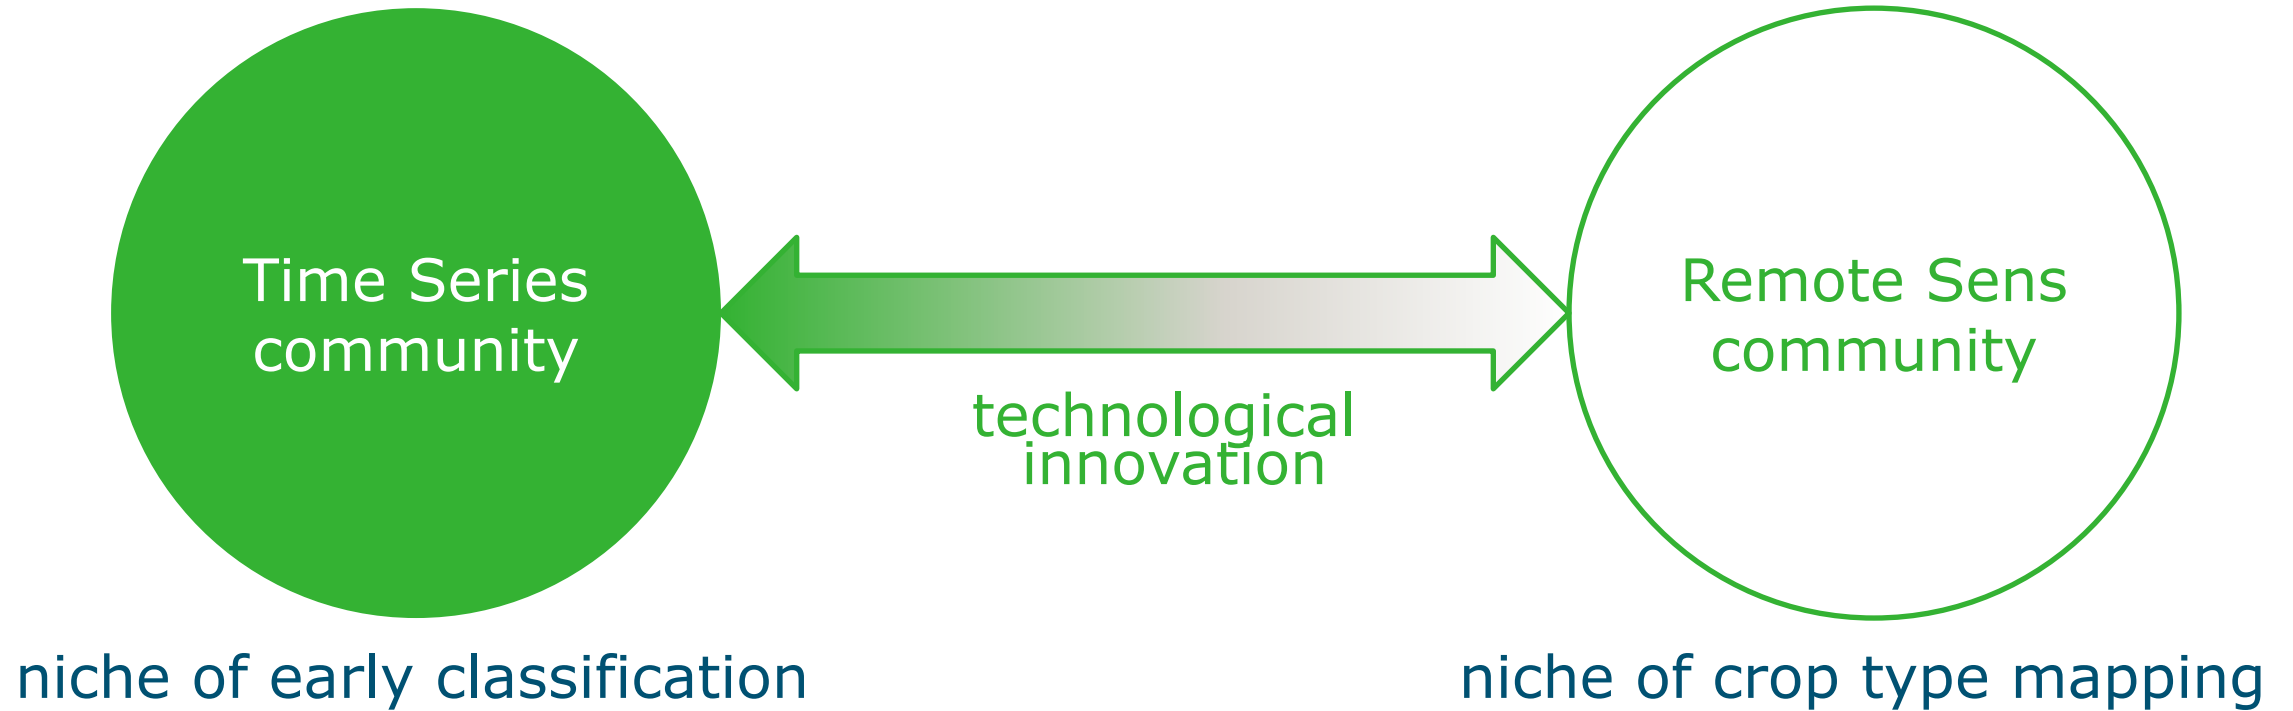 Time Series
community
technological
innovation
Remote Sens
community
niche of early classification
niche of crop type mapping